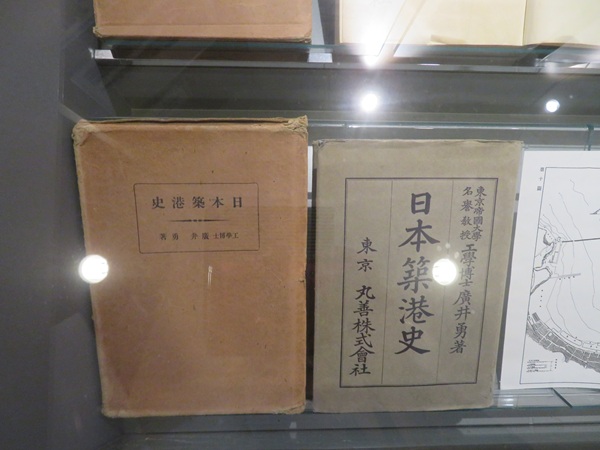 日本築港史
工學博士 廣井勇著
東京帝國大學
名譽教授
工學博士 廣井勇著
日本築港史
東京 丸善株式會社